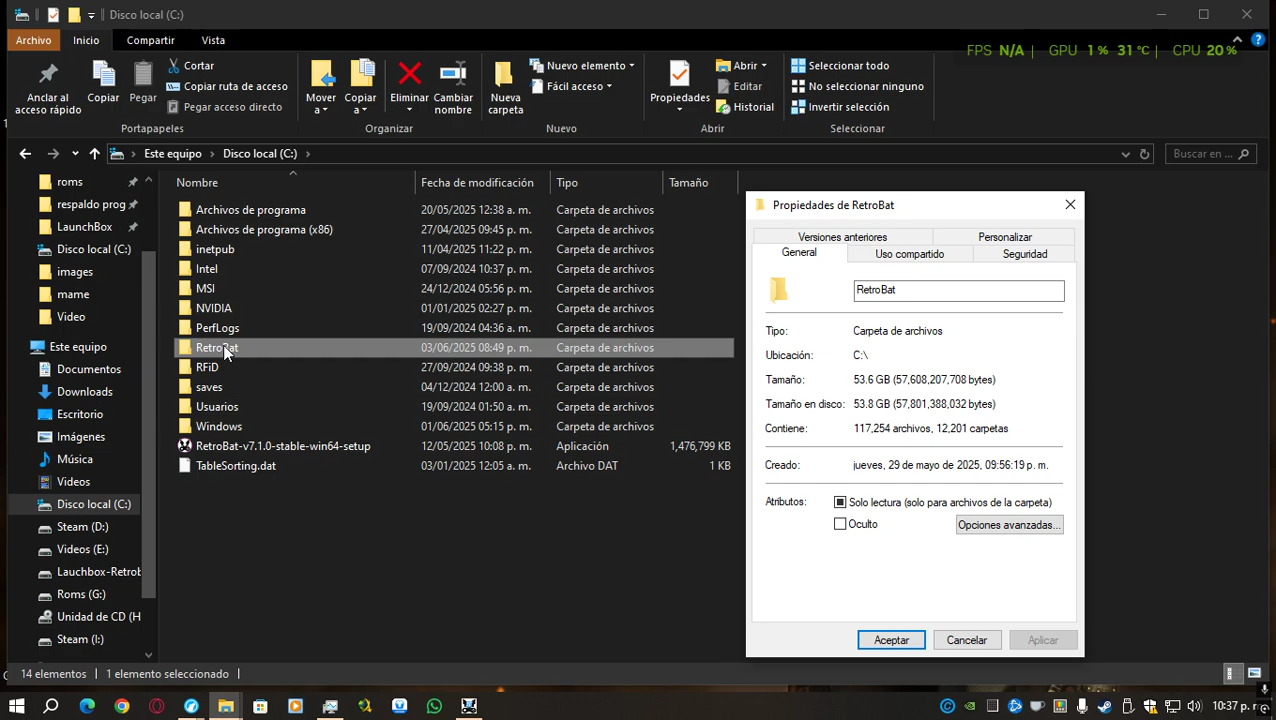 Disco local (C:)
Archivo Inicio Compartir Vista
FPS N/A | GPU 1 % 31 °C | CPU 20 %
Anclar al acceso rápido
Copiar
Pegar
Cortar
Copiar ruta de acceso
Pegar acceso directo
Portapapeles
Mover a
Copiar a
Eliminar
Cambiar nombre
Organizar
Nueva carpeta
Nuevo elemento
Fácil acceso
Nuevo
Propiedades
Abrir
Editar
Historial
Abrir
Seleccionar todo
No seleccionar ninguno
Invertir selección
Seleccionar
Este equipo > Disco local (C:) >
Buscar en ...
roms
respaldo prog
LaunchBox
Disco local (C:)
images
mame
Video
Este equipo
Documentos
Downloads
Escritorio
Imágenes
Música
Videos
Disco local (C:)
Steam (D:)
Videos (E:)
Lauchbox-Retrob
Roms (G:)
Unidad de CD (H
Steam (I:)
Nombre Fecha de modificación Tipo Tamaño
Archivos de programa 20/05/2025 12:38 a. m. Carpeta de archivos
Archivos de programa (x86) 27/04/2025 09:45 p. m. Carpeta de archivos
inetpub 11/04/2025 11:22 p. m. Carpeta de archivos
Intel 07/09/2024 10:37 p. m. Carpeta de archivos
MSI 24/12/2024 05:56 p. m. Carpeta de archivos
NVIDIA 01/01/2025 02:27 p. m. Carpeta de archivos
PerfLogs 19/09/2024 04:36 a. m. Carpeta de archivos
RetroBat 03/06/2025 08:49 p. m. Carpeta de archivos
RFiD 27/09/2024 09:38 p. m. Carpeta de archivos
saves 04/12/2024 12:00 a. m. Carpeta de archivos
Usuarios 19/09/2024 01:50 a. m. Carpeta de archivos
Windows 01/06/2025 05:15 p. m. Carpeta de archivos
RetroBat-v7.1.0-stable-win64-setup 12/05/2025 10:08 p. m. Aplicación 1,476,799 KB
TableSorting.dat 03/01/2025 12:05 a. m. Archivo DAT 1 KB
Propiedades de RetroBat
Versiones anteriores Personalizar
General Uso compartido Seguridad
RetroBat
Tipo: Carpeta de archivos
Ubicación: C:\
Tamaño: 53.6 GB (57,608,207,708 bytes)
Tamaño en disco: 53.8 GB (57,801,388,032 bytes)
Contiene: 117,254 archivos, 12,201 carpetas
Creado: jueves, 29 de mayo de 2025, 09:56:19 p. m.
Atributos: Solo lectura (solo para archivos de la carpeta)
Oculto Opciones avanzadas...
Aceptar Cancelar Aplicar
14 elementos 1 elemento seleccionado
10:37 p.